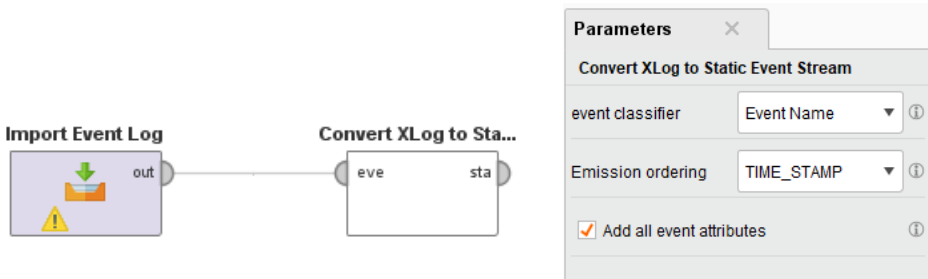 Import Event Log
out
Convert XLog to Sta...
eve
sta
Parameters
Convert XLog to Static Event Stream
event classifier
Event Name
Emission ordering
TIME_STAMP
Add all event attributes